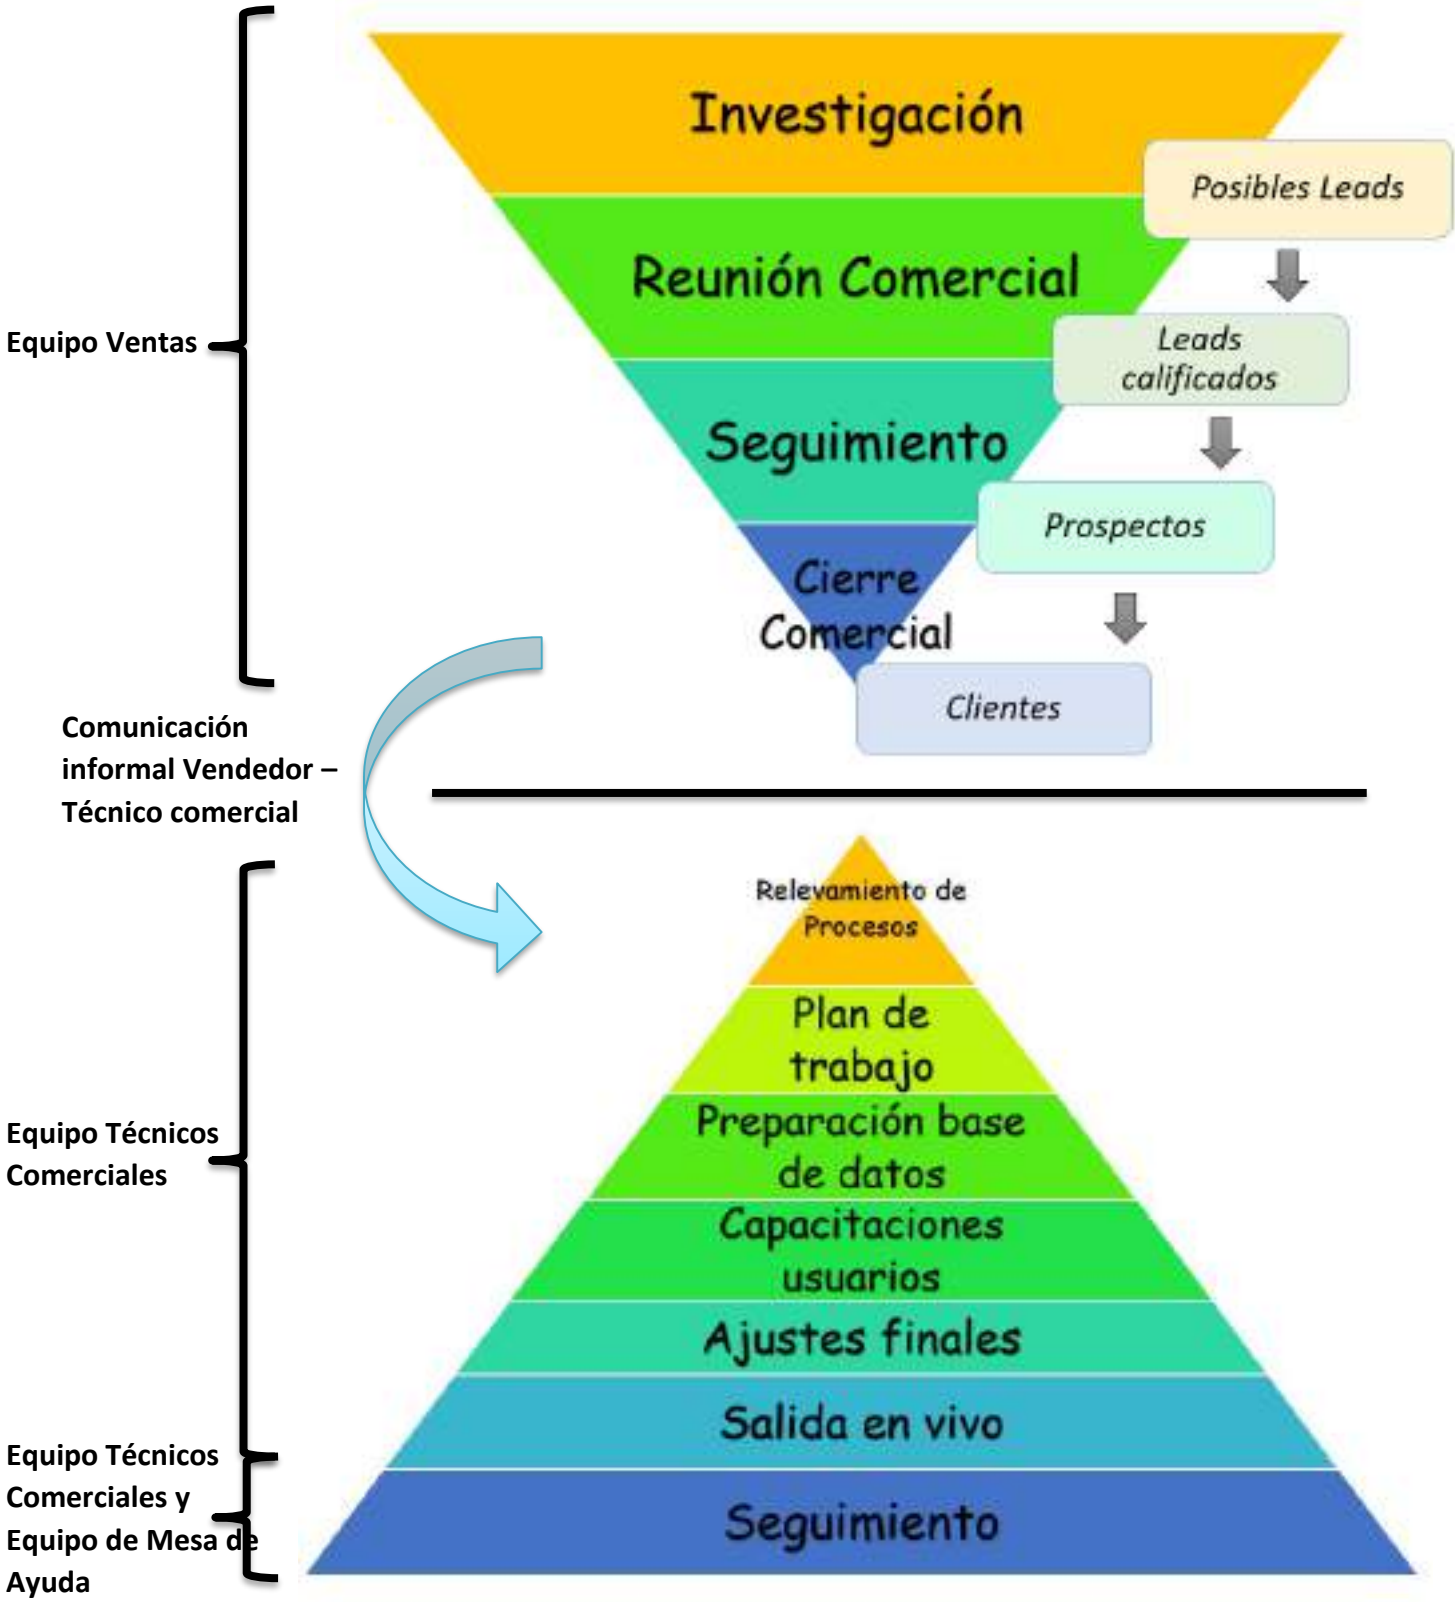 Investigación
Posibles Leads
Reunión Comercial
Equipo Ventas
Leads
calificados
Seguimiento
Prospectos
Cierre
Comercial
Clientes
Comunicación
informal Vendedor –
Técnico comercial
Relevamiento de
Procesos
Plan de
trabajo
Equipo Técnicos
Comerciales
Preparación base
de datos
Capacitaciones
usuarios
Ajustes finales
Salida en vivo
Equipo Técnicos
Comerciales y
Equipo de Mesa de
Ayuda
Seguimiento